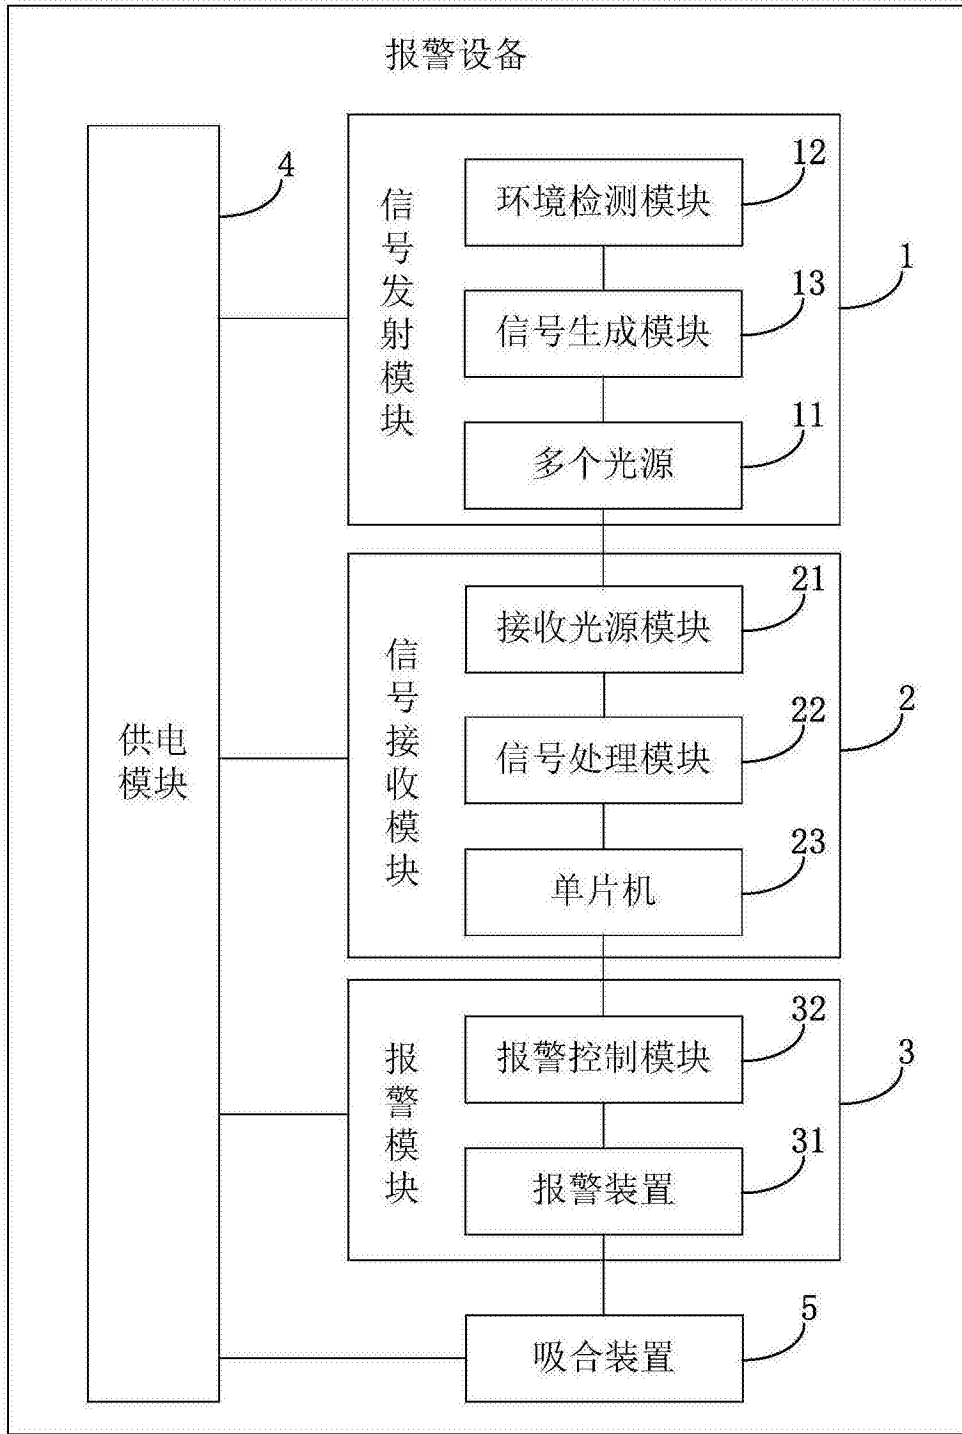 报警设备
4
供电
模块
信号发射模块
环境检测模块
12
信号生成模块
13
多个光源
11
1
信号接收模块
接收光源模块
21
信号处理模块
22
单片机
23
2
报警模块
报警控制模块
32
报警装置
31
3
吸合装置
5